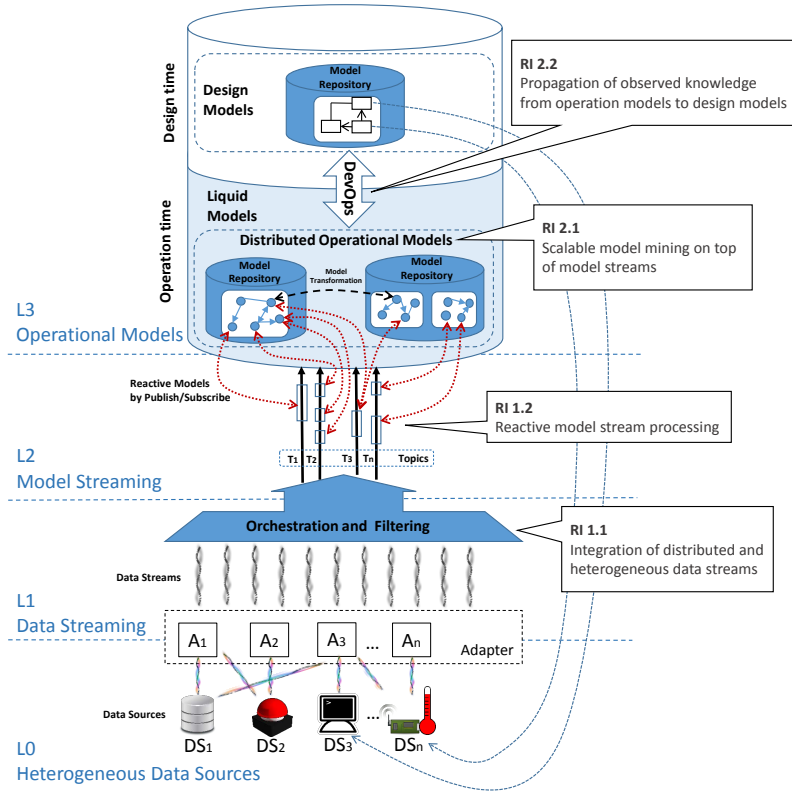 Design time
Design
Models
Model
Repository
RI 2.2
Propagation of observed knowledge
from operation models to design models
DevOps
Operation time
Liquid
Models
Distributed Operational Models
RI 2.1
Scalable model mining on top
of model streams
Model
Repository
Model
Transformation
Model
Repository
L3
Operational Models
Reactive Models
by Publish/Subscribe
RI 1.2
Reactive model stream processing
T1 T2 T3 Tn Topics
L2
Model Streaming
Orchestration and Filtering
RI 1.1
Integration of distributed and
heterogeneous data streams
Data Streams
L1
Data Streaming
A1 A2 A3 ... An
Adapter
Data Sources
>_
...
DS1 DS2 DS3 DSn
L0
Heterogeneous Data Sources